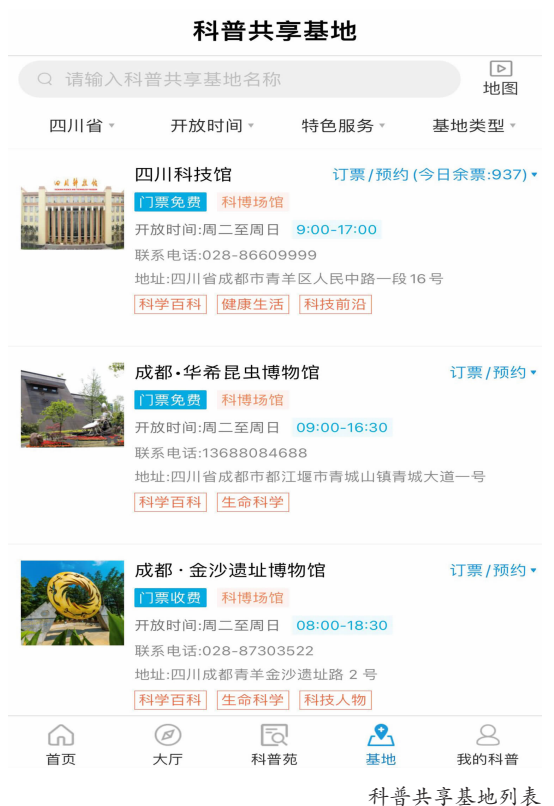 科普共享基地
请输入科普共享基地名称
地图
四川省 开放时间 特色服务 基地类型
四川科技馆 订票/预约(今日余票:937)
门票免费 科博场馆
开放时间:周二至周日 9:00-17:00
联系电话:028-86609999
地址:四川省成都市青羊区人民中路一段16号
科学百科 健康生活 科技前沿
成都·华希昆虫博物馆 订票/预约
门票免费 科博场馆
开放时间:周二至周日 09:00-16:30
联系电话:13688084688
地址:四川省成都市都江堰市青城山镇青城大道一号
科学百科 生命科学
成都·金沙遗址博物馆 订票/预约
门票收费 科博场馆
开放时间:周二至周日 08:00-18:30
联系电话:028-87303522
地址:四川成都青羊金沙遗址路 2 号
科学百科 生命科学 科技人物
首页 大厅 科普苑 基地 我的科普
科普共享基地列表